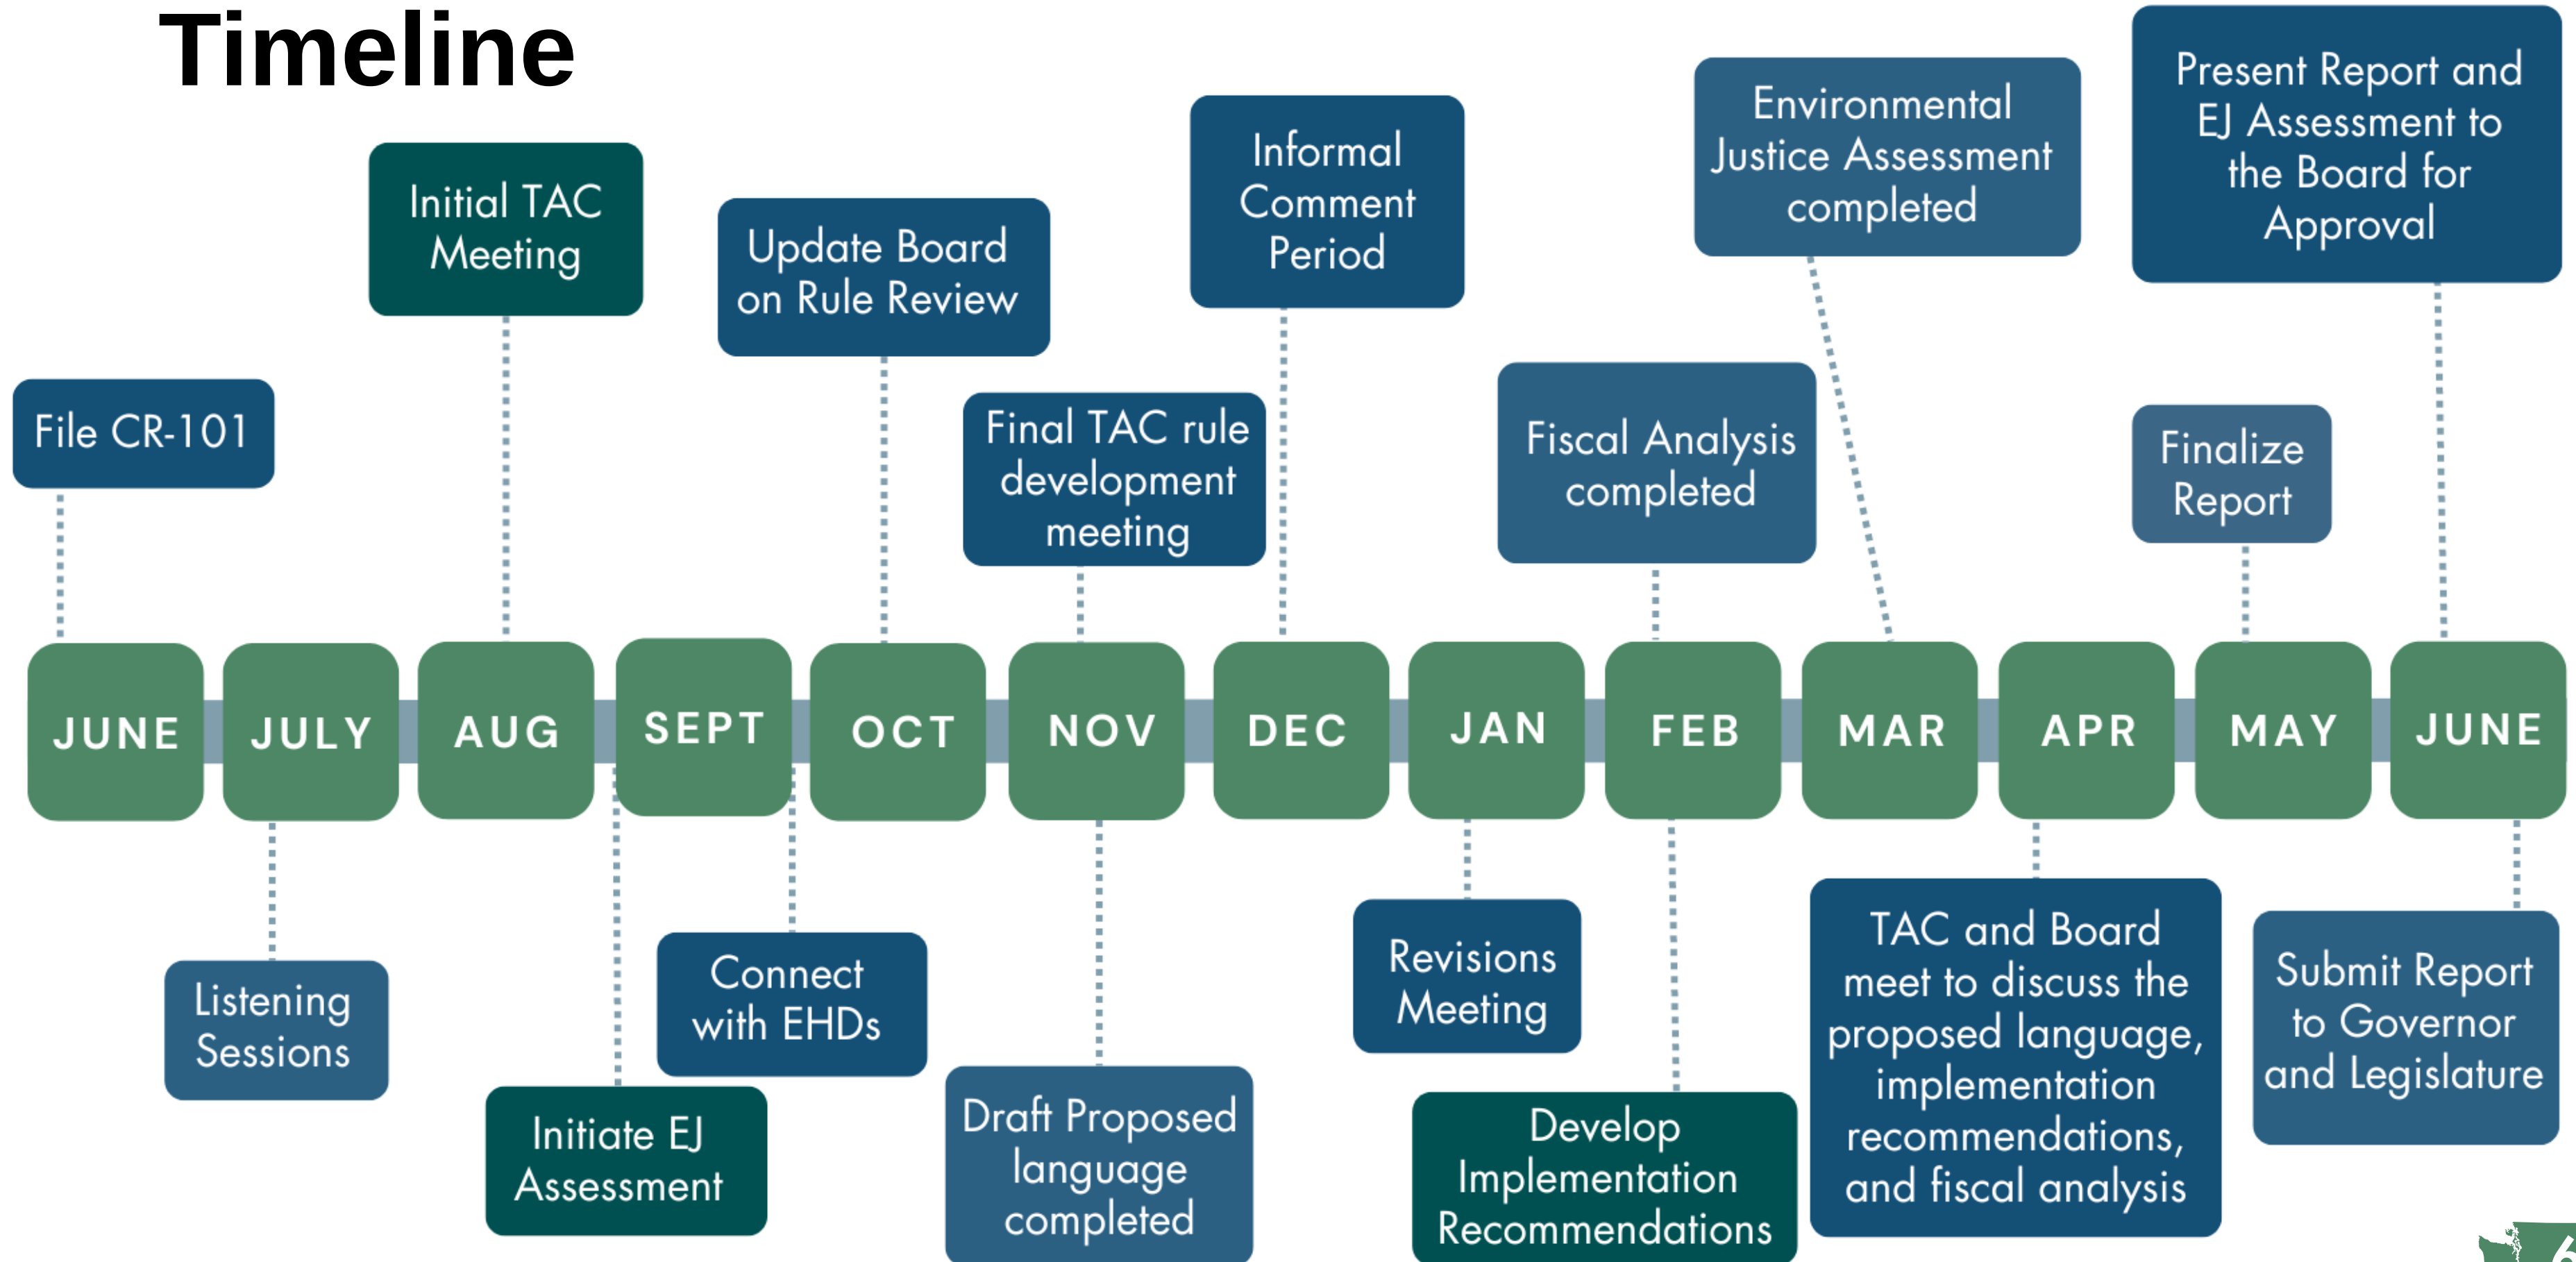 Timeline
File CR-101
Initial TAC
Meeting
Update Board
on Rule Review
Final TAC rule
development
meeting
Informal
Comment
Period
Fiscal Analysis
completed
Environmental
Justice Assessment
completed
Finalize
Report
Present Report and
EJ Assessment to
the Board for
Approval
JUNE
JULY
AUG
SEPT
OCT
NOV
DEC
JAN
FEB
MAR
APR
MAY
JUNE
Listening
Sessions
Initiate EJ
Assessment
Connect
with EHDs
Draft Proposed
language
completed
Revisions
Meeting
Develop
Implementation
Recommendations
TAC and Board
meet to discuss the
proposed language,
implementation
recommendations,
and fiscal analysis
Submit Report
to Governor
and Legislature